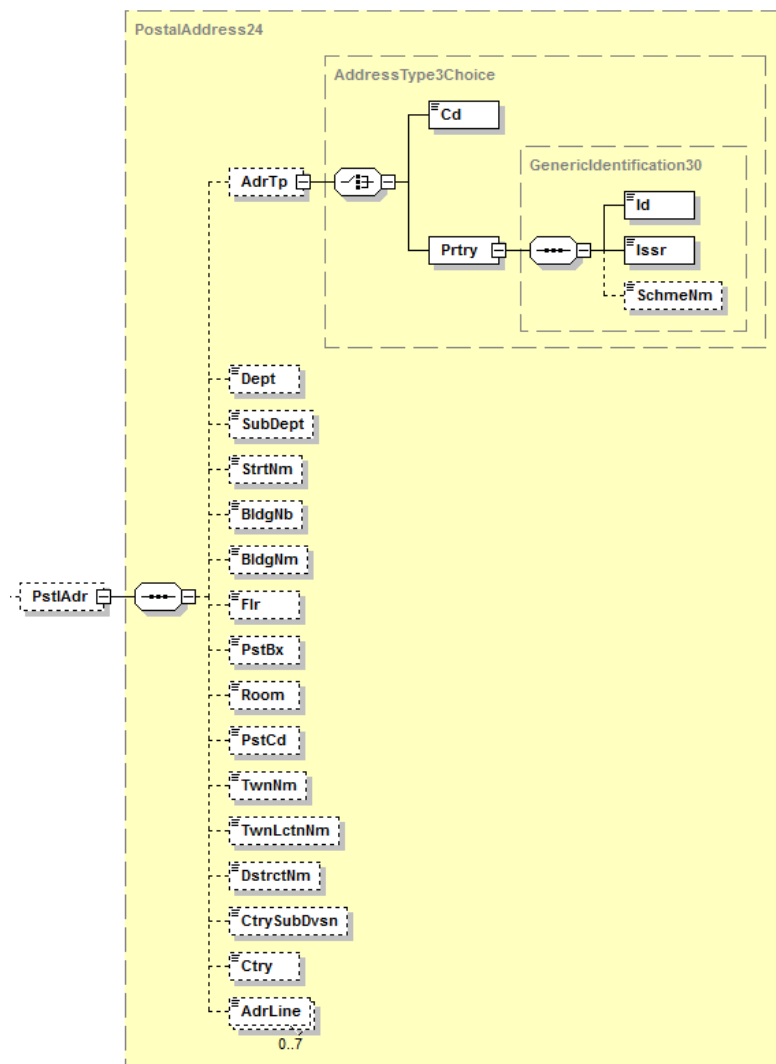 PostalAddress24
AddressType3Choice
Cd
GenericIdentification30
AdrTp
Id
Prtry
Issr
SchmeNm
Dept
SubDept
StrtNm
BldgNb
BldgNm
PstlAdr
Flr
PstBx
Room
PstCd
TwnNm
TwnLctnNm
DstrctNm
CtrySubDvsn
Ctry
AdrLine
0..7